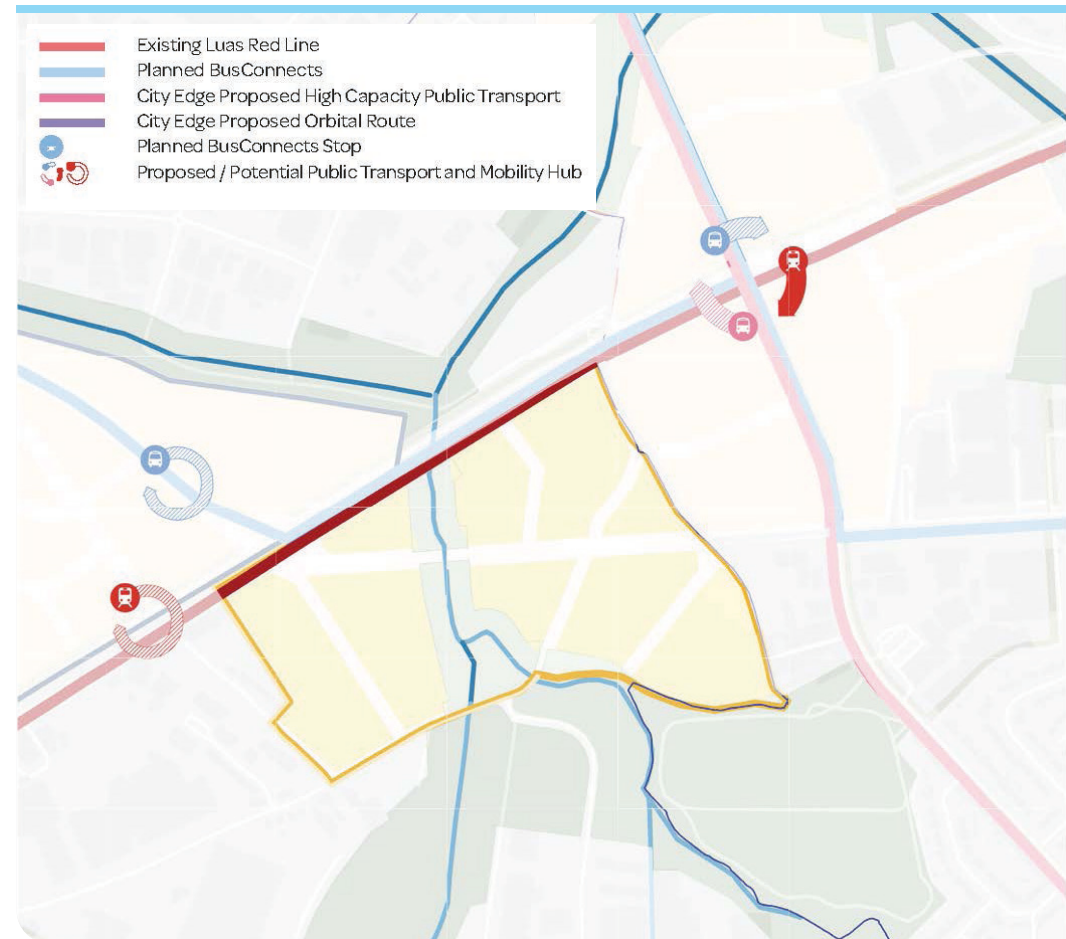 Existing Luas Red Line
Planned BusConnects
City Edge Proposed High Capacity Public Transport
City Edge Proposed Orbital Route
Planned BusConnects Stop
Proposed / Potential Public Transport and Mobility Hub